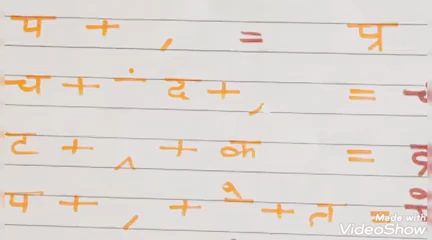 प + ् = प्र
च + ं द + ् =
ट + ् + क =
प + ् + े + त =
Made with
VideoShow